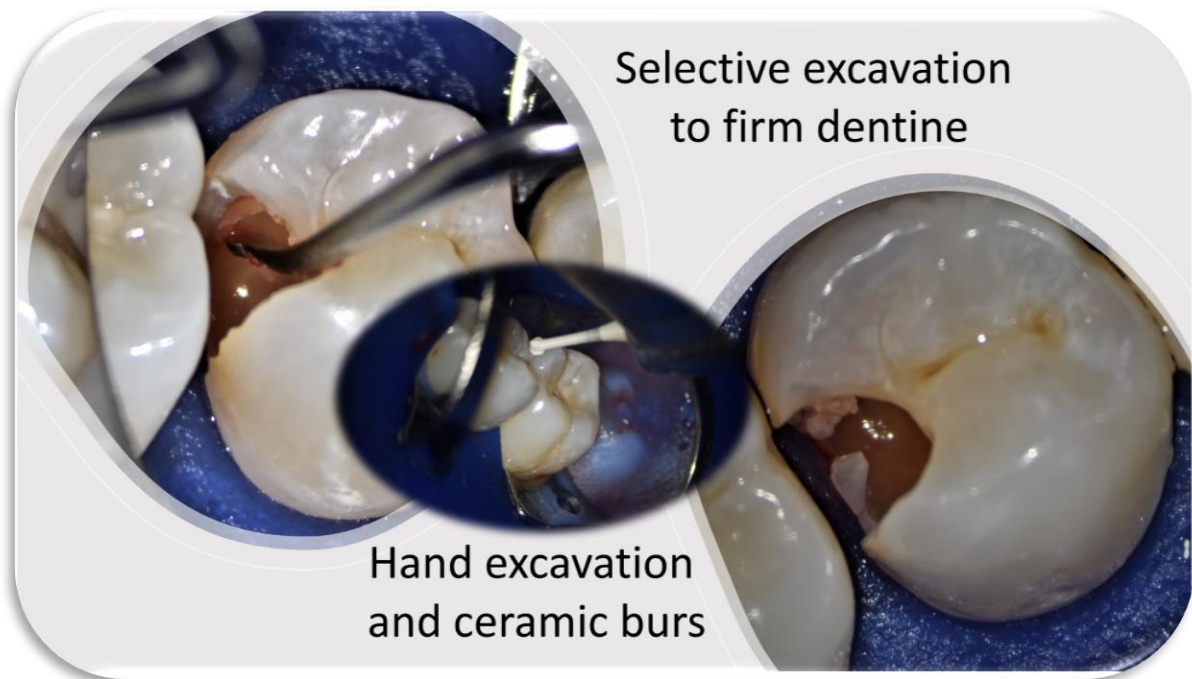 Selective excavation
to firm dentine
Hand excavation
and ceramic burs